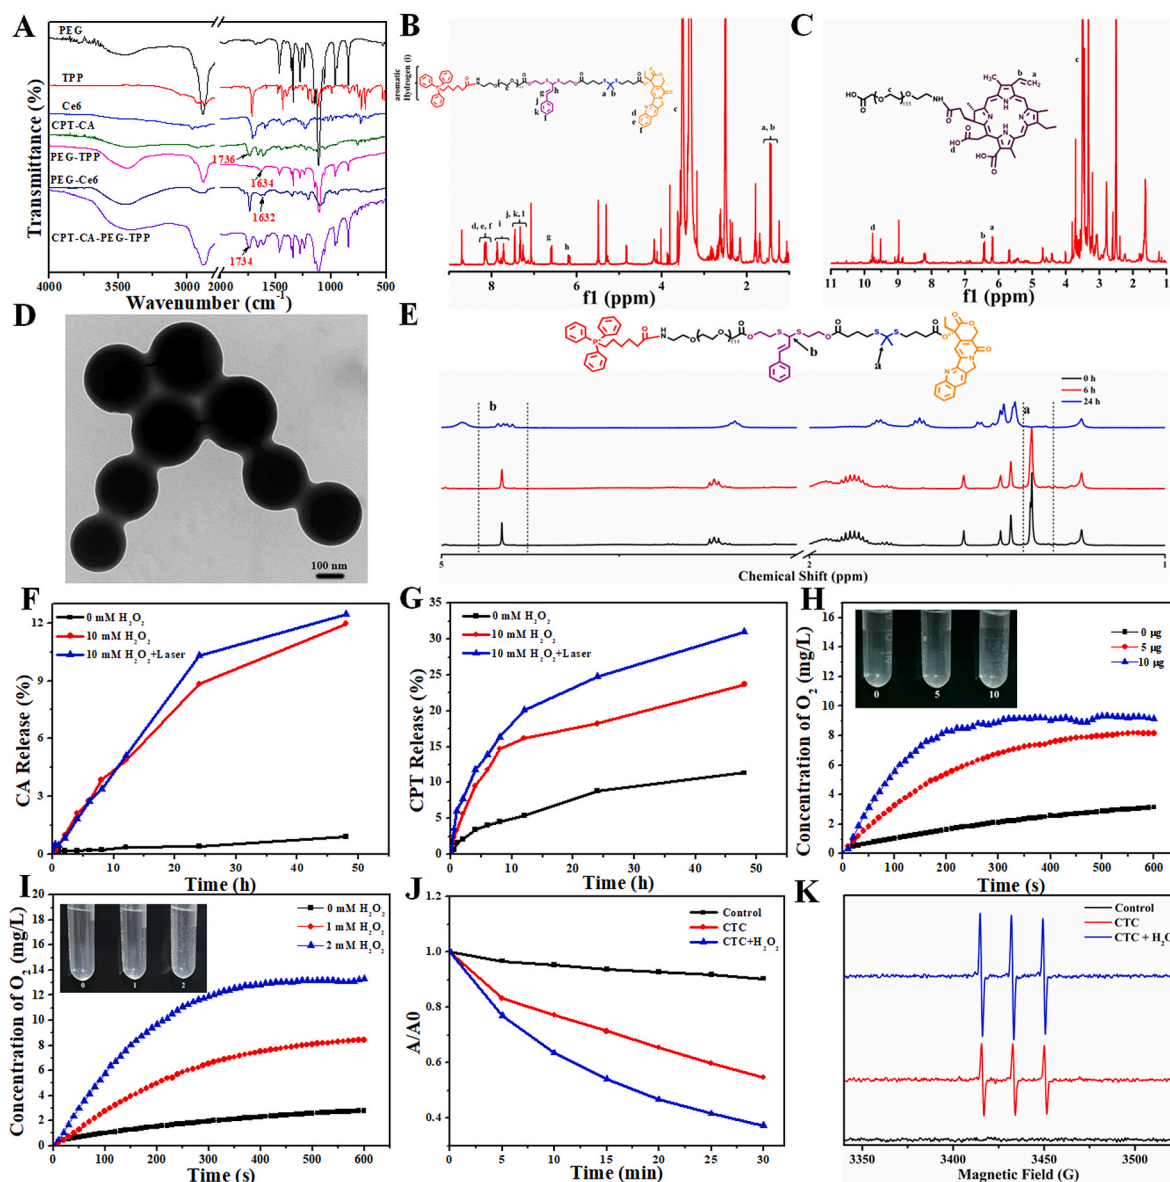 A
PEG
TPP
Ce6
CPT-CA
1736
PEG-TPP
1634
PEG-Ce6
1632
CPT-CA-PEG-TPP
1734
Transmittance (%)
4000 3000 2000 2000 1500 1000 500
Wavenumber (cm-1)
B
aromatic
Hydrogen (i)
a, b
d, e, f
i
j, k, l
g
h
c
8 6 4 2
f1 (ppm)
C
c
d
b
a
11 10 9 8 7 6 5 4 3 2 1
f1 (ppm)
D
100 nm
E
b
a
0 h
6 h
24 h
b
a
5 2 2 1
Chemical Shift (ppm)
F
0 mM H2O2
10 mM H2O2
10 mM H2O2+Laser
CA Release (%)
12
9
6
3
0
0 10 20 30 40 50
Time (h)
G
0 mM H2O2
10 mM H2O2
10 mM H2O2+Laser
CPT Release (%)
35
30
25
20
15
10
5
0
0 10 20 30 40 50
Time (h)
H
0 μg
5 μg
10 μg
0 5 10
Concentration of O2 (mg/L)
16
14
12
10
8
6
4
2
0
0 100 200 300 400 500 600
Time (s)
I
0 mM H2O2
1 mM H2O2
2 mM H2O2
0 1 2
Concentration of O2 (mg/L)
20
18
16
14
12
10
8
6
4
2
0
0 100 200 300 400 500 600
Time (s)
J
Control
CTC
CTC+H2O2
A/A0
1.2
1.0
0.8
0.6
0.4
0 5 10 15 20 25 30
Time (min)
K
Control
CTC
CTC + H2O
3350 3400 3450 3500
Magnetic Field (G)